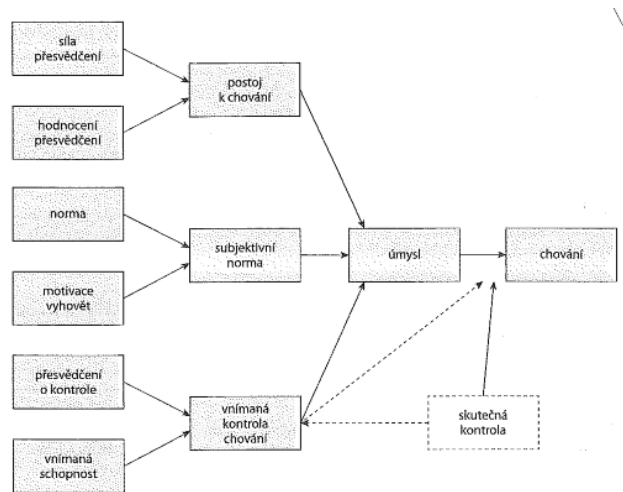 síla
přesvědčení
hodnocení
přesvědčení
postoj
k chování
norma
motivace
vyhovět
subjektivní
norma
úmysl
chování
přesvědčení
o kontrole
vnímaná
schopnost
vnímaná
kontrola
chování
skutečná
kontrola